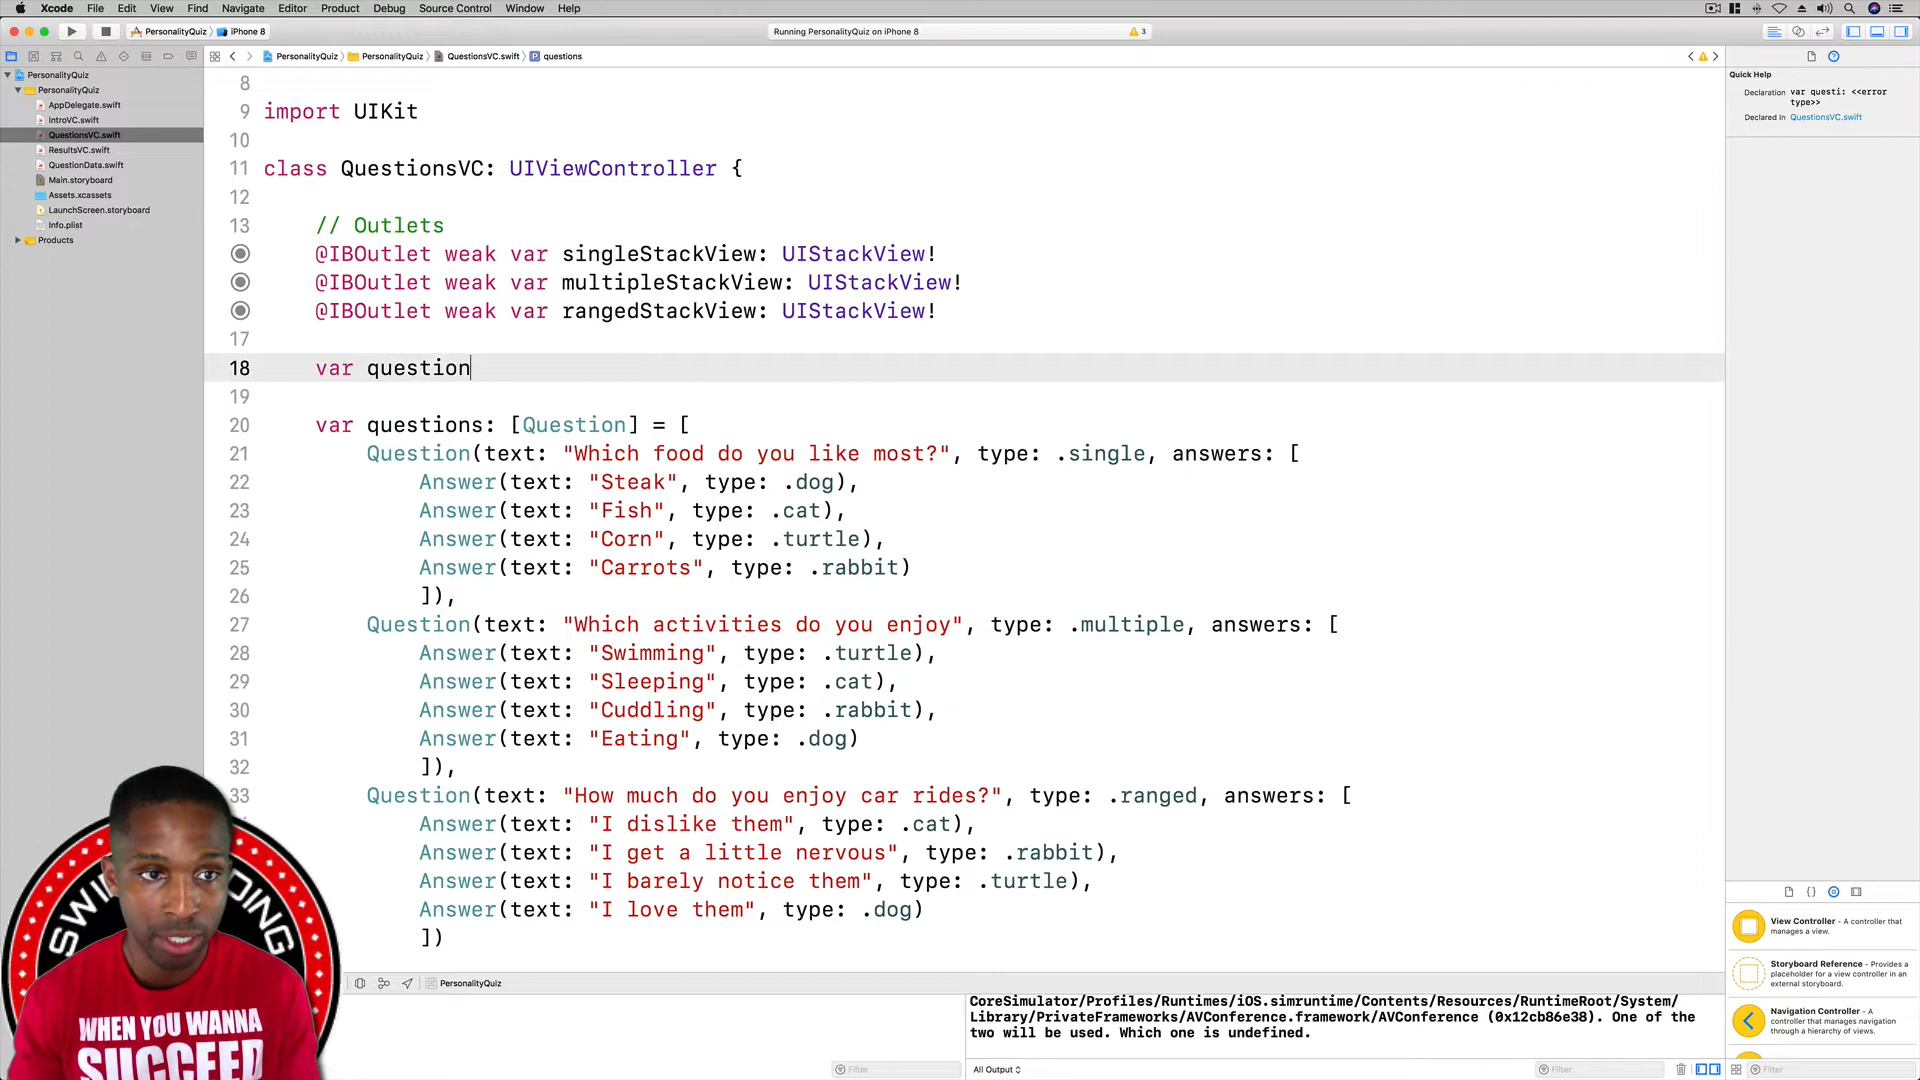 Xcode File Edit View Find Navigate Editor Product Debug Source Control Window Help
PersonalityQuiz iPhone 8
Running PersonalityQuiz on iPhone 8
3
PersonalityQuiz PersonalityQuiz QuestionsVC.swift questions
PersonalityQuiz
PersonalityQuiz
AppDelegate.swift
IntroVC.swift
QuestionsVC.swift
ResultsVC.swift
QuestionData.swift
Main.storyboard
Assets.xcassets
LaunchScreen.storyboard
Info.plist
Products
8
9 import UIKit
10
11 class QuestionsVC: UIViewController {
12
13 // Outlets
@IBOutlet weak var singleStackView: UIStackView!
@IBOutlet weak var multipleStackView: UIStackView!
@IBOutlet weak var rangedStackView: UIStackView!
17
18 var question
19
20 var questions: [Question] = [
21 Question(text: "Which food do you like most?", type: .single, answers: [
22 Answer(text: "Steak", type: .dog),
23 Answer(text: "Fish", type: .cat),
24 Answer(text: "Corn", type: .turtle),
25 Answer(text: "Carrots", type: .rabbit)
26 ]),
27 Question(text: "Which activities do you enjoy", type: .multiple, answers: [
28 Answer(text: "Swimming", type: .turtle),
29 Answer(text: "Sleeping", type: .cat),
30 Answer(text: "Cuddling", type: .rabbit),
31 Answer(text: "Eating", type: .dog)
32 ]),
33 Question(text: "How much do you enjoy car rides?", type: .ranged, answers: [
Answer(text: "I dislike them", type: .cat),
Answer(text: "I get a little nervous", type: .rabbit),
Answer(text: "I barely notice them", type: .turtle),
Answer(text: "I love them", type: .dog)
])
PersonalityQuiz
CoreSimulator/Profiles/Runtimes/iOS.simruntime/Contents/Resources/RuntimeRoot/System/
Library/PrivateFrameworks/AVConference.framework/AVConference (0x12cb86e38). One of the
two will be used. Which one is undefined.
Filter
All Output
Filter
Filter
Quick Help
Declaration var questi: <<error
type>>
Declared In QuestionsVC.swift
View Controller - A controller that
manages a view.
Storyboard Reference - Provides a
placeholder for a view controller in an
external storyboard.
Navigation Controller - A
controller that manages navigation
through a hierarchy of views.
WHEN YOU WANNA
SUCCEED